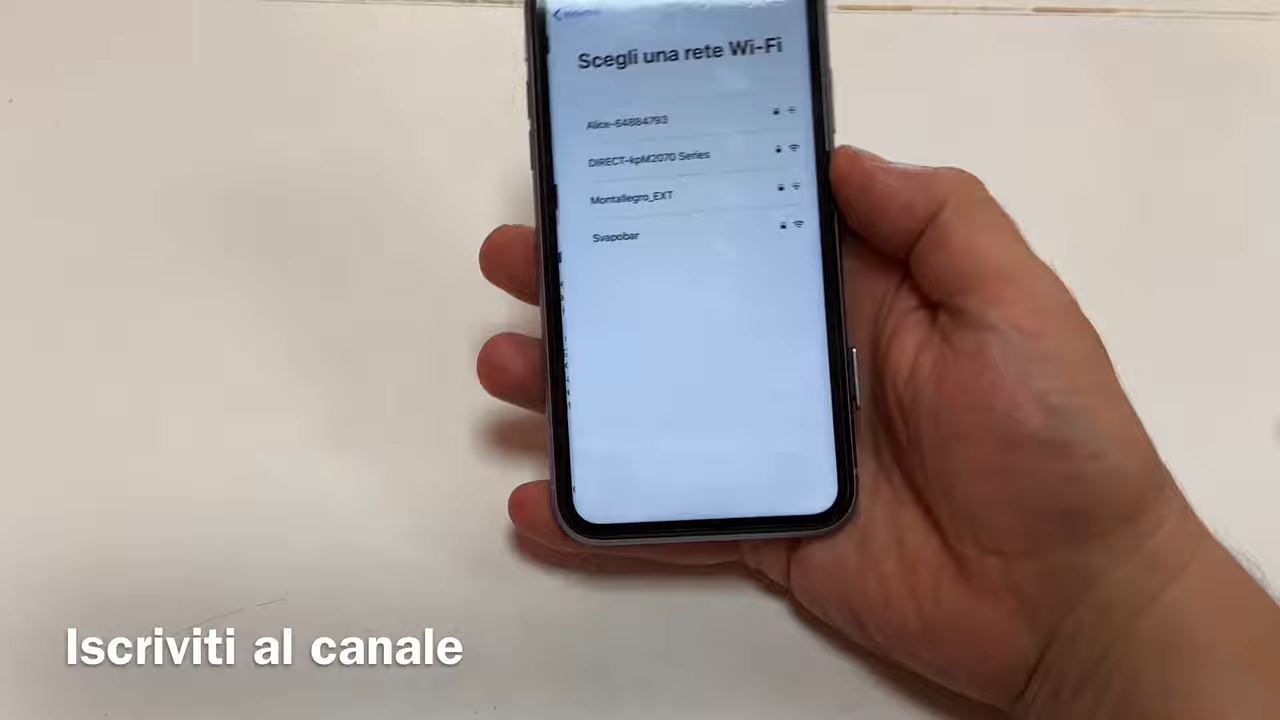 Scegli una rete Wi-Fi
Alice-64884793
DIRECT-kpM2070 Series
Montallegro_EXT
Svapobar
Iscriviti al canale